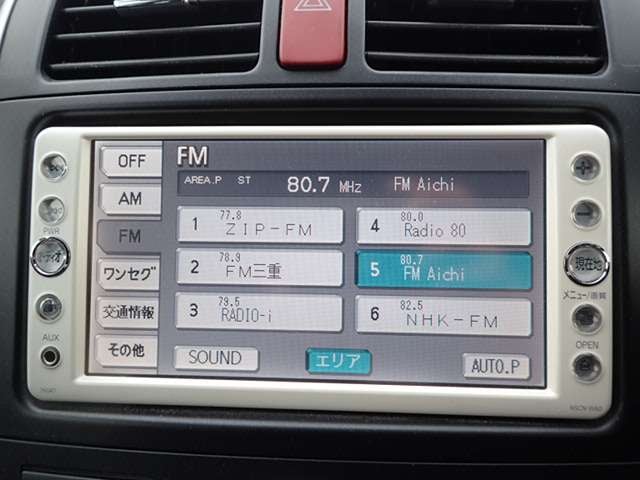 OFF
FM
AREA.P ST 80.7 MHz FM Aichi
AM
FM
ワンセグ
交通情報
その他
1 77.8 ZIP-FM
4 80.0 Radio 80
2 78.9 FM三重
5 80.7 FM Aichi
3 79.5 RADIO-i
6 82.5 NHK-FM
SOUND
エリア
AUTO.P
PWR
AUX
現在地
メニュー/画質
OPEN